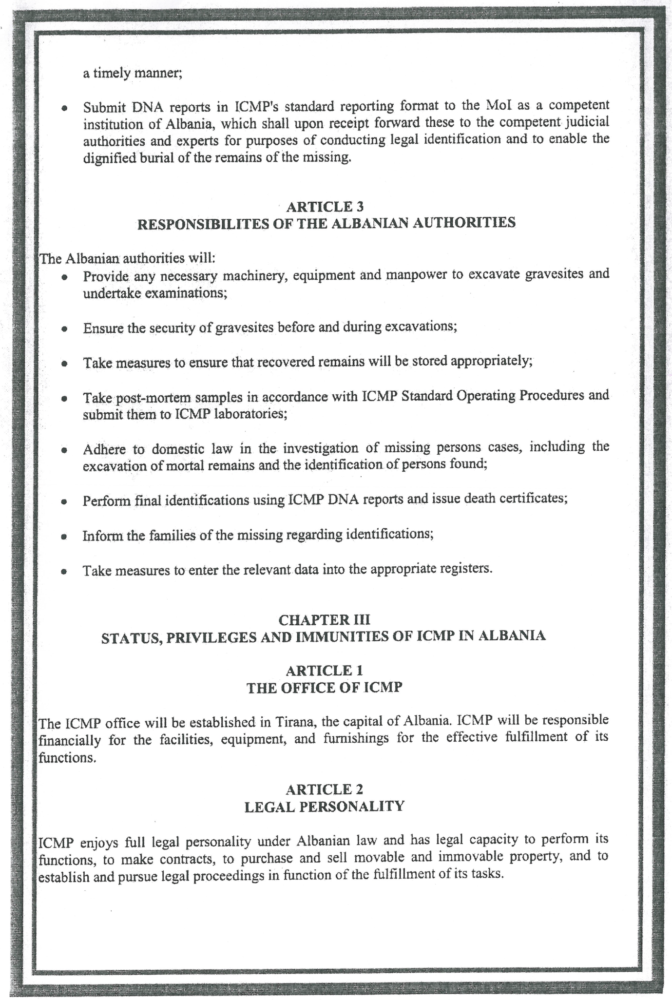 a timely manner;
• Submit DNA reports in ICMP's standard reporting format to the MoI as a competent
institution of Albania, which shall upon receipt forward these to the competent judicial
authorities and experts for purposes of conducting legal identification and to enable the
dignified burial of the remains of the missing.
ARTICLE 3
RESPONSIBILITES OF THE ALBANIAN AUTHORITIES
The Albanian authorities will:
• Provide any necessary machinery, equipment and manpower to excavate gravesites and
undertake examinations;
• Ensure the security of gravesites before and during excavations;
• Take measures to ensure that recovered remains will be stored appropriately;
• Take post-mortem samples in accordance with ICMP Standard Operating Procedures and
submit them to ICMP laboratories;
• Adhere to domestic law in the investigation of missing persons cases, including the
excavation of mortal remains and the identification of persons found;
• Perform final identifications using ICMP DNA reports and issue death certificates;
• Inform the families of the missing regarding identifications;
• Take measures to enter the relevant data into the appropriate registers.
CHAPTER III
STATUS, PRIVILEGES AND IMMUNITIES OF ICMP IN ALBANIA
ARTICLE 1
THE OFFICE OF ICMP
The ICMP office will be established in Tirana, the capital of Albania. ICMP will be responsible
financially for the facilities, equipment, and furnishings for the effective fulfillment of its
functions.
ARTICLE 2
LEGAL PERSONALITY
ICMP enjoys full legal personality under Albanian law and has legal capacity to perform its
functions, to make contracts, to purchase and sell movable and immovable property, and to
establish and pursue legal proceedings in function of the fulfillment of its tasks.